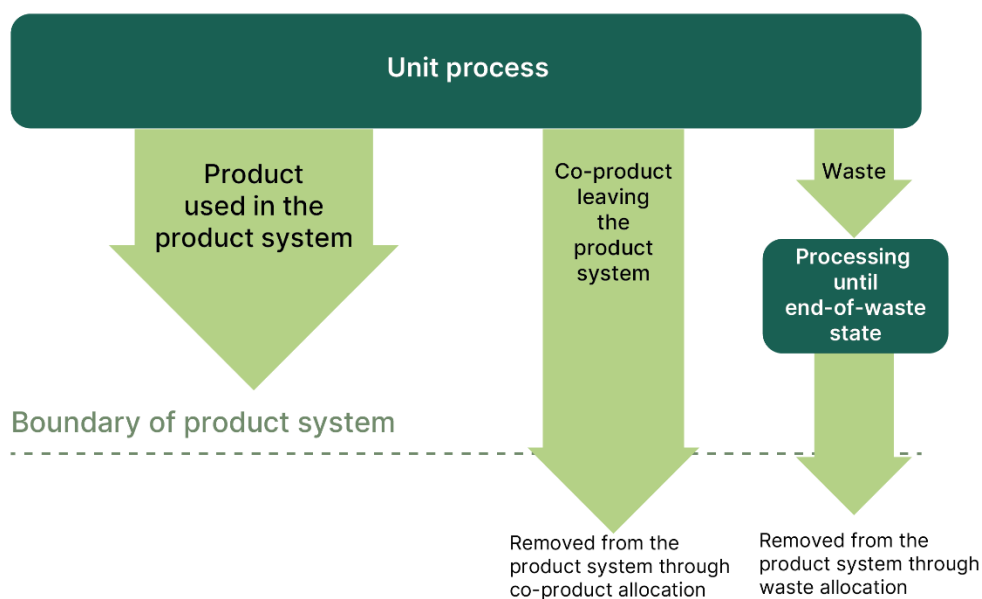 Unit process
Product
used in the
product system
Co-product
leaving
the
product
system
Waste
Processing
until
end-of-waste
state
Boundary of product system
Removed from the
product system through
co-product allocation
Removed from the
product system through
waste allocation